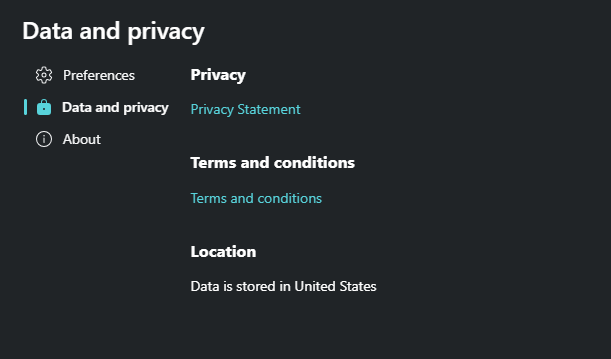 Data and privacy
Preferences
Data and privacy
About
Privacy
Privacy Statement
Terms and conditions
Terms and conditions
Location
Data is stored in United States